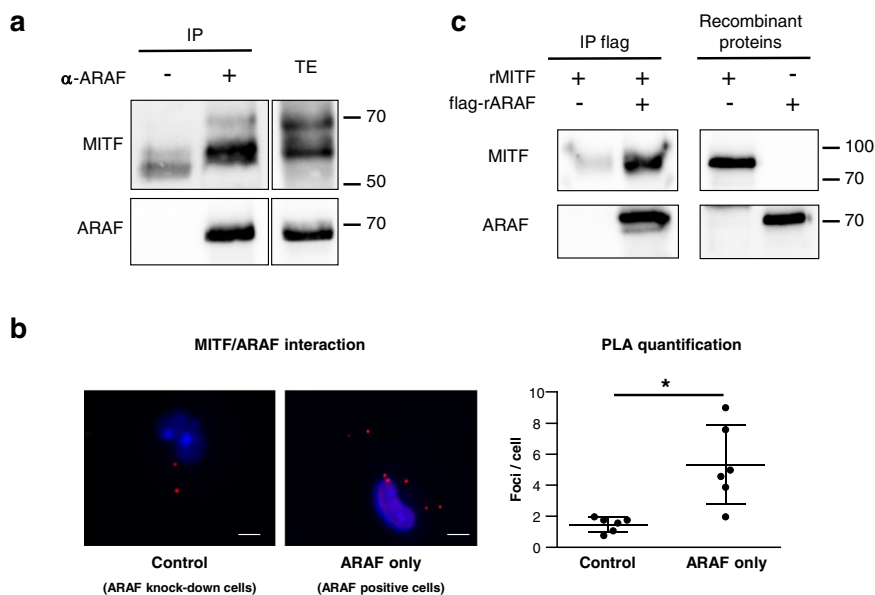 a
IP
α-ARAF - + TE
MITF
70
50
ARAF
70
c
IP flag
Recombinant
proteins
rMITF + + + -
flag-rARAF - + - +
MITF
100
70
ARAF
70
b
MITF/ARAF interaction
Control
(ARAF knock-down cells)
ARAF only
(ARAF positive cells)
PLA quantification
*
Foci / cell
10
8
6
4
2
0
Control
ARAF only